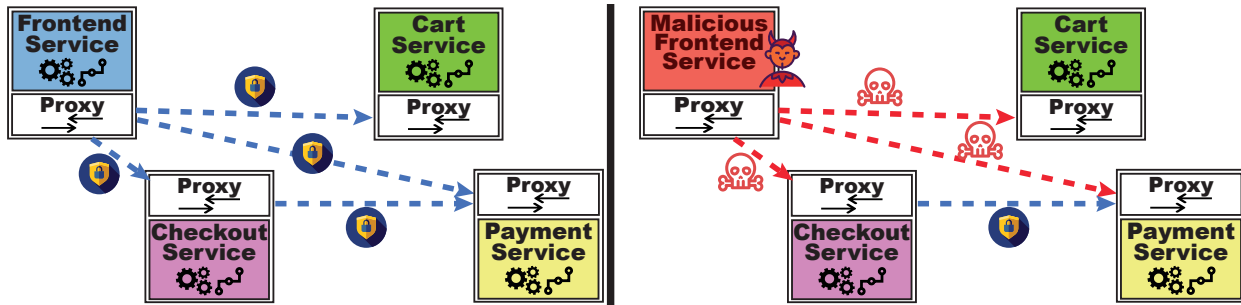 Frontend
Service
Proxy
Cart
Service
Proxy
Proxy
Checkout
Service
Proxy
Payment
Service
Malicious
Frontend
Service
Proxy
Cart
Service
Proxy
Proxy
Checkout
Service
Proxy
Payment
Service